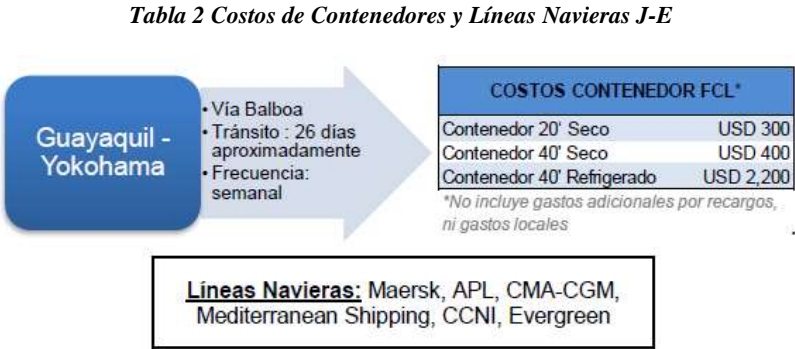 Tabla 2 Costos de Contenedores y Líneas Navieras J-E
Guayaquil -
Yokohama
• Vía Balboa
• Tránsito : 26 días
aproximadamente
• Frecuencia:
semanal
COSTOS CONTENEDOR FCL*
Contenedor 20' Seco USD 300
Contenedor 40' Seco USD 400
Contenedor 40' Refrigerado USD 2,200
*No incluye gastos adicionales por recargos,
ni gastos locales
.
Líneas Navieras: Maersk, APL, CMA-CGM,
Mediterranean Shipping, CCNI, Evergreen